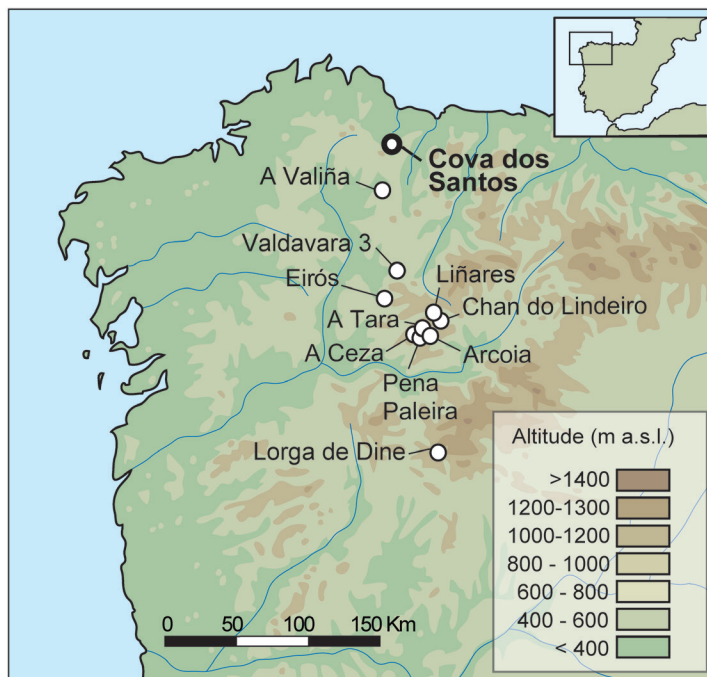 Cova dos
Santos
A Valiña
Valdavara 3
Eirós
Liñares
Chan do Lindeiro
A Tara
A Ceza
Arcoia
Pena
Paleira
Lorga de Dine
Altitude (m a.s.l.)
>1400
1200-1300
1000-1200
800 - 1000
600 - 800
400 - 600
< 400
0 50 100 150 Km